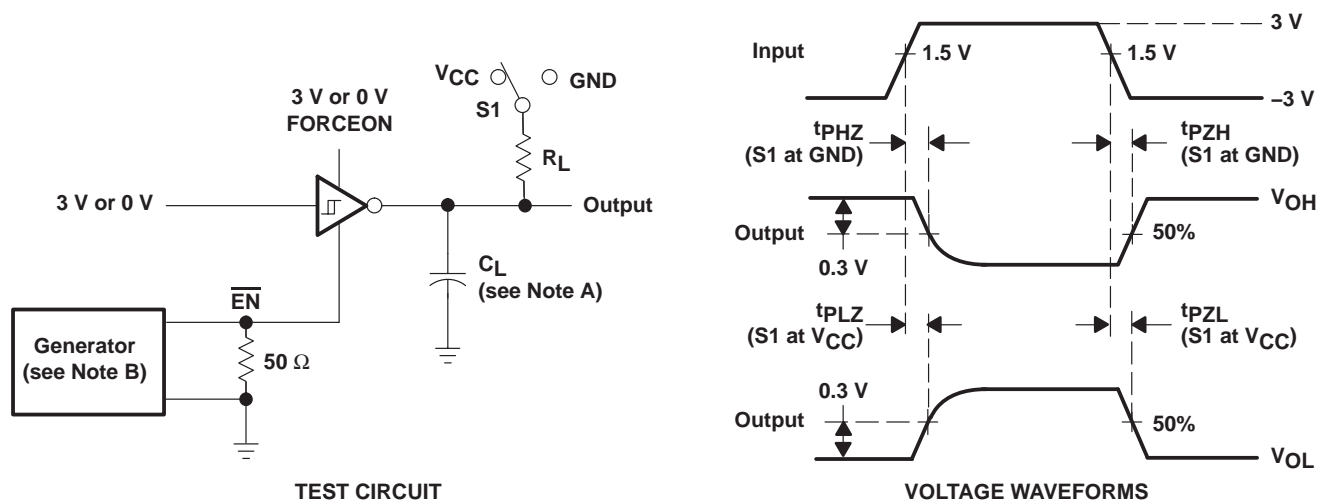 3 V or 0 V
FORCEON
VCC
GND
S1
RL
3 V or 0 V
Output
CL
(see Note A)
EN
Generator
(see Note B)
50 Ω
TEST CIRCUIT
Input
3 V
1.5 V
1.5 V
–3 V
tPHZ
(S1 at GND)
tPZH
(S1 at GND)
VOH
Output
50%
0.3 V
tPLZ
(S1 at VCC)
tPZL
(S1 at VCC)
0.3 V
Output
50%
VOL
VOLTAGE WAVEFORMS